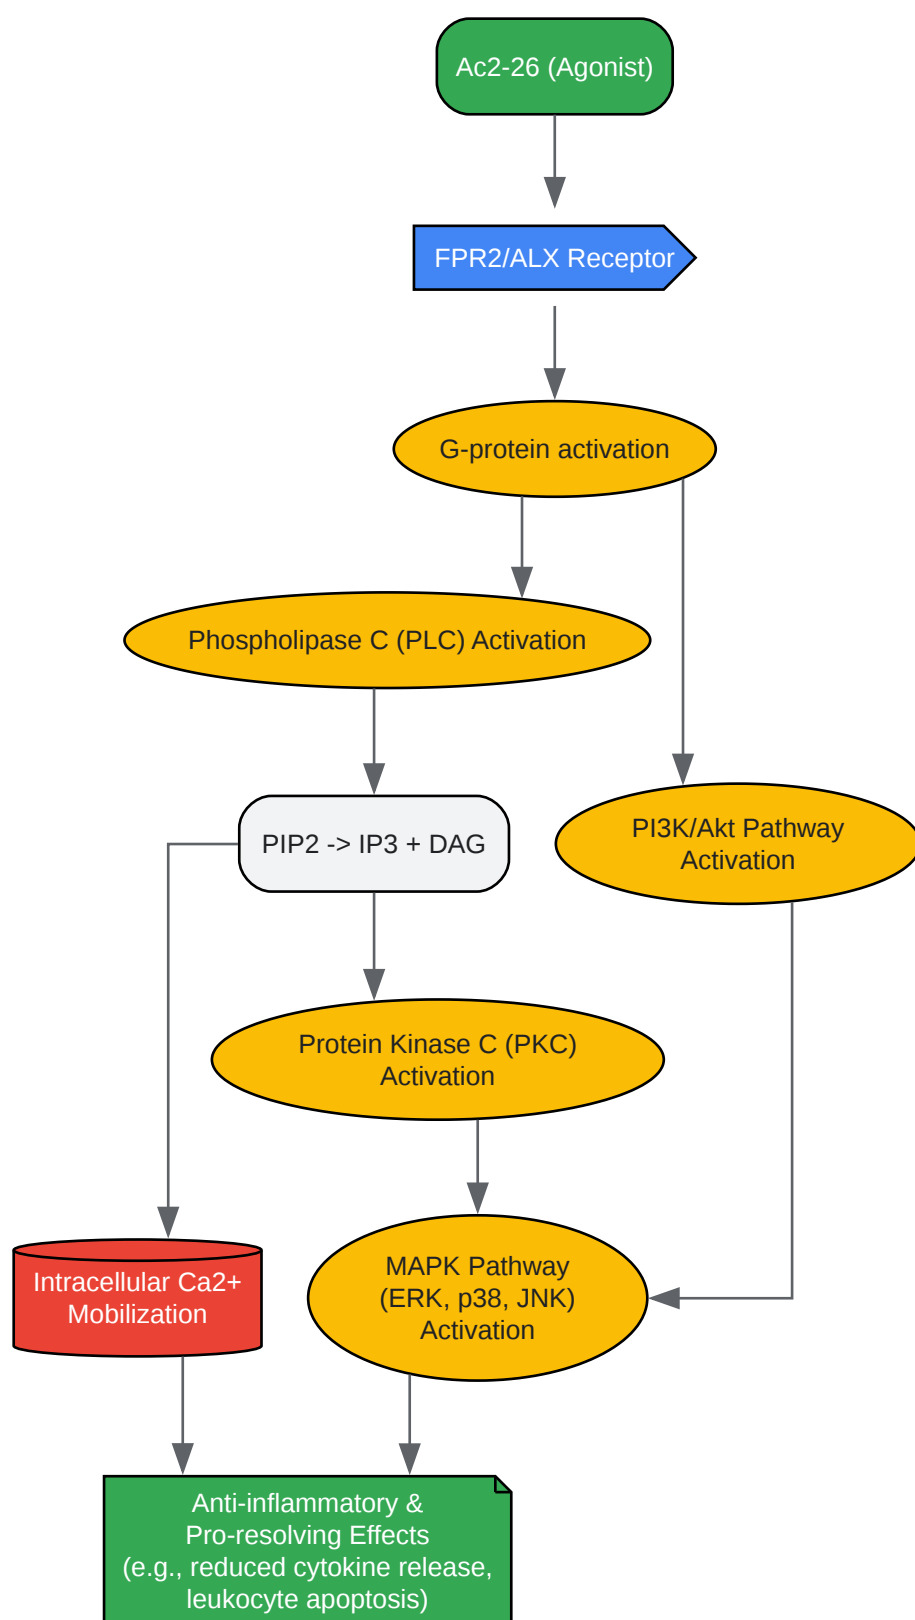 Ac2-26 (Agonist)
FPR2/ALX Receptor
G-protein activation
Phospholipase C (PLC) Activation
PI3K/Akt Pathway
Activation
PIP2 -> IP3 + DAG
Protein Kinase C (PKC)
Activation
Intracellular Ca2+
Mobilization
MAPK Pathway
(ERK, p38, JNK)
Activation
Anti-inflammatory &
Pro-resolving Effects
(e.g., reduced cytokine release,
leukocyte apoptosis)